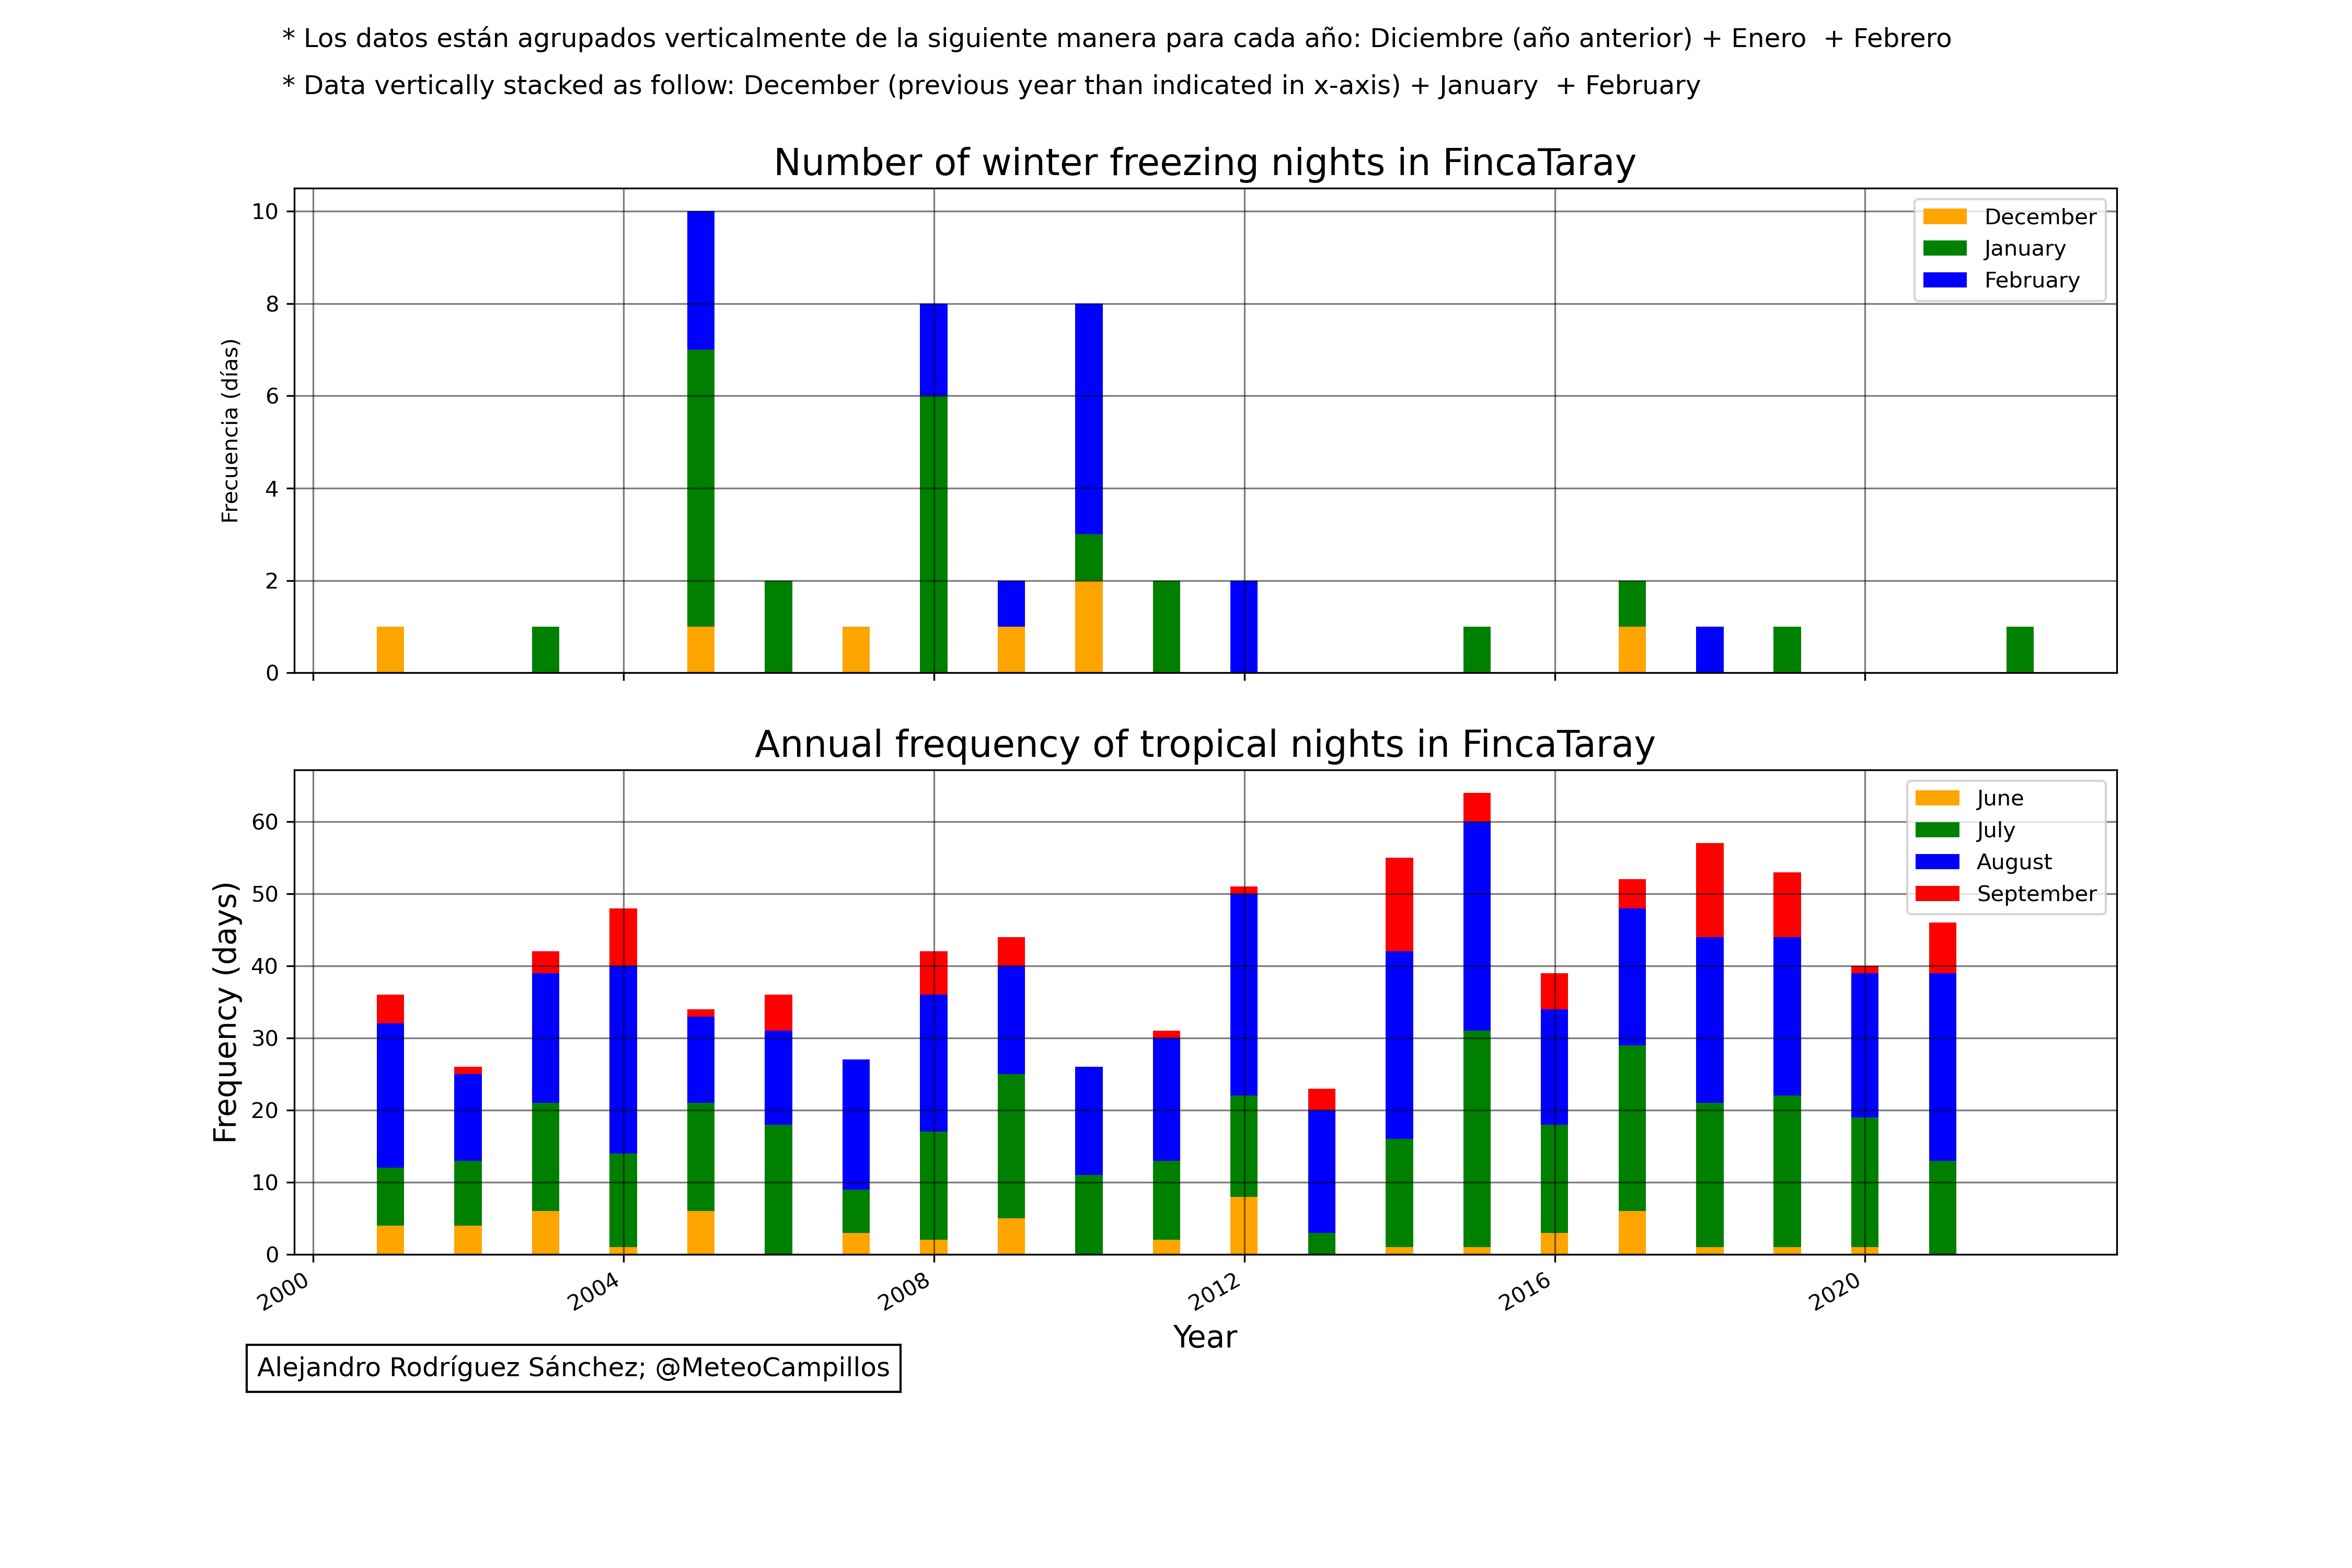 * Los datos están agrupados verticalmente de la siguiente manera para cada año: Diciembre (año anterior) + Enero  + Febrero
* Data vertically stacked as follow: December (previous year than indicated in x-axis) + January  + February
Number of winter freezing nights in FincaTaray
10
8
6
4
2
0
Frecuencia (días)
December
January
February
Annual frequency of tropical nights in FincaTaray
60
50
40
30
20
10
0
Frequency (days)
June
July
August
September
2000
2004
2008
2012
2016
2020
Year
Alejandro Rodríguez Sánchez; @MeteoCampillos